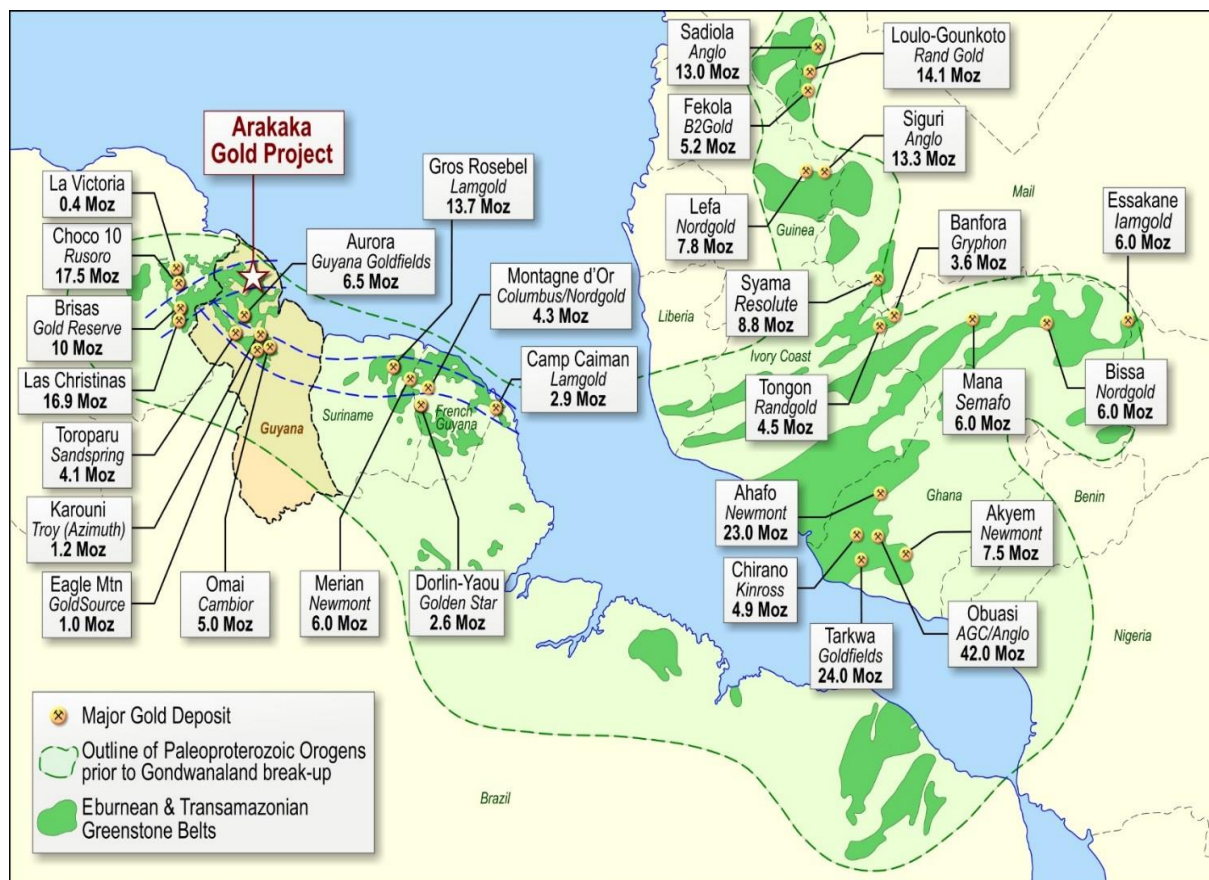 Sadiola
Anglo
13.0 Moz
Loulo-Gounkoto
Rand Gold
14.1 Moz
Fekola
B2Gold
5.2 Moz
Siguri
Anglo
13.3 Moz
Arakaka
Gold Project
Gros Rosebel
Lamgold
13.7 Moz
La Victoria
0.4 Moz
Mail
Essakane
Iamgold
6.0 Moz
Lefa
Nordgold
7.8 Moz
Guinea
Banfora
Gryphon
3.6 Moz
Choco 10
Rusoro
17.5 Moz
Aurora
Guyana Goldfields
6.5 Moz
Montagne d'Or
Columbus/Nordgold
4.3 Moz
Syama
Resolute
8.8 Moz
Liberia
Brisas
Gold Reserve
10 Moz
Ivory Coast
Camp Caiman
Lamgold
2.9 Moz
Las Christinas
16.9 Moz
Tongon
Randgold
4.5 Moz
Mana
Semafo
6.0 Moz
Bissa
Nordgold
6.0 Moz
Suriname
French
Guyana
Guyana
Toroparu
Sandspring
4.1 Moz
Ahafo
Newmont
23.0 Moz
Ghana
Benin
Karouni
Troy (Azimuth)
1.2 Moz
Akyem
Newmont
7.5 Moz
Chirano
Kinross
4.9 Moz
Eagle Mtn
GoldSource
1.0 Moz
Omai
Cambior
5.0 Moz
Merian
Newmont
6.0 Moz
Dorlin-Yaou
Golden Star
2.6 Moz
Tarkwa
Goldfields
24.0 Moz
Obuasi
AGC/Anglo
42.0 Moz
Nigeria
Major Gold Deposit
Outline of Paleoproterozoic Orogens
prior to Gondwanaland break-up
Eburnean & Transamazonian
Greenstone Belts
Brazil